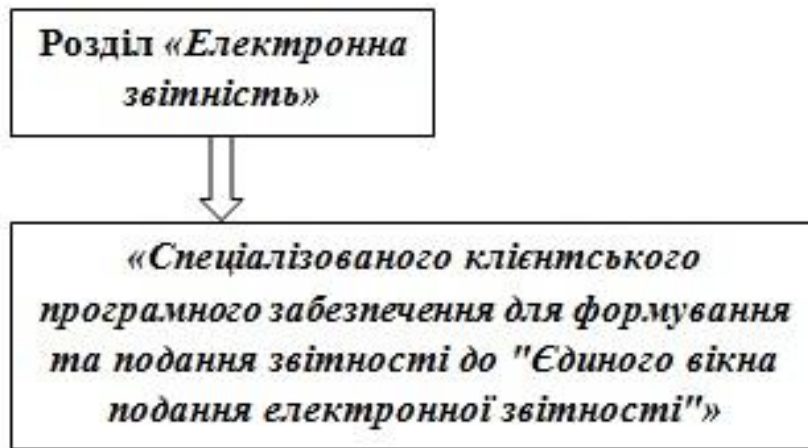 Розділ «Електронна
звітність»
«Спеціалізованого клієнтського
програмного забезпечення для формування
та подання звітності до "Єдиного вікна
подання електронної звітності"»